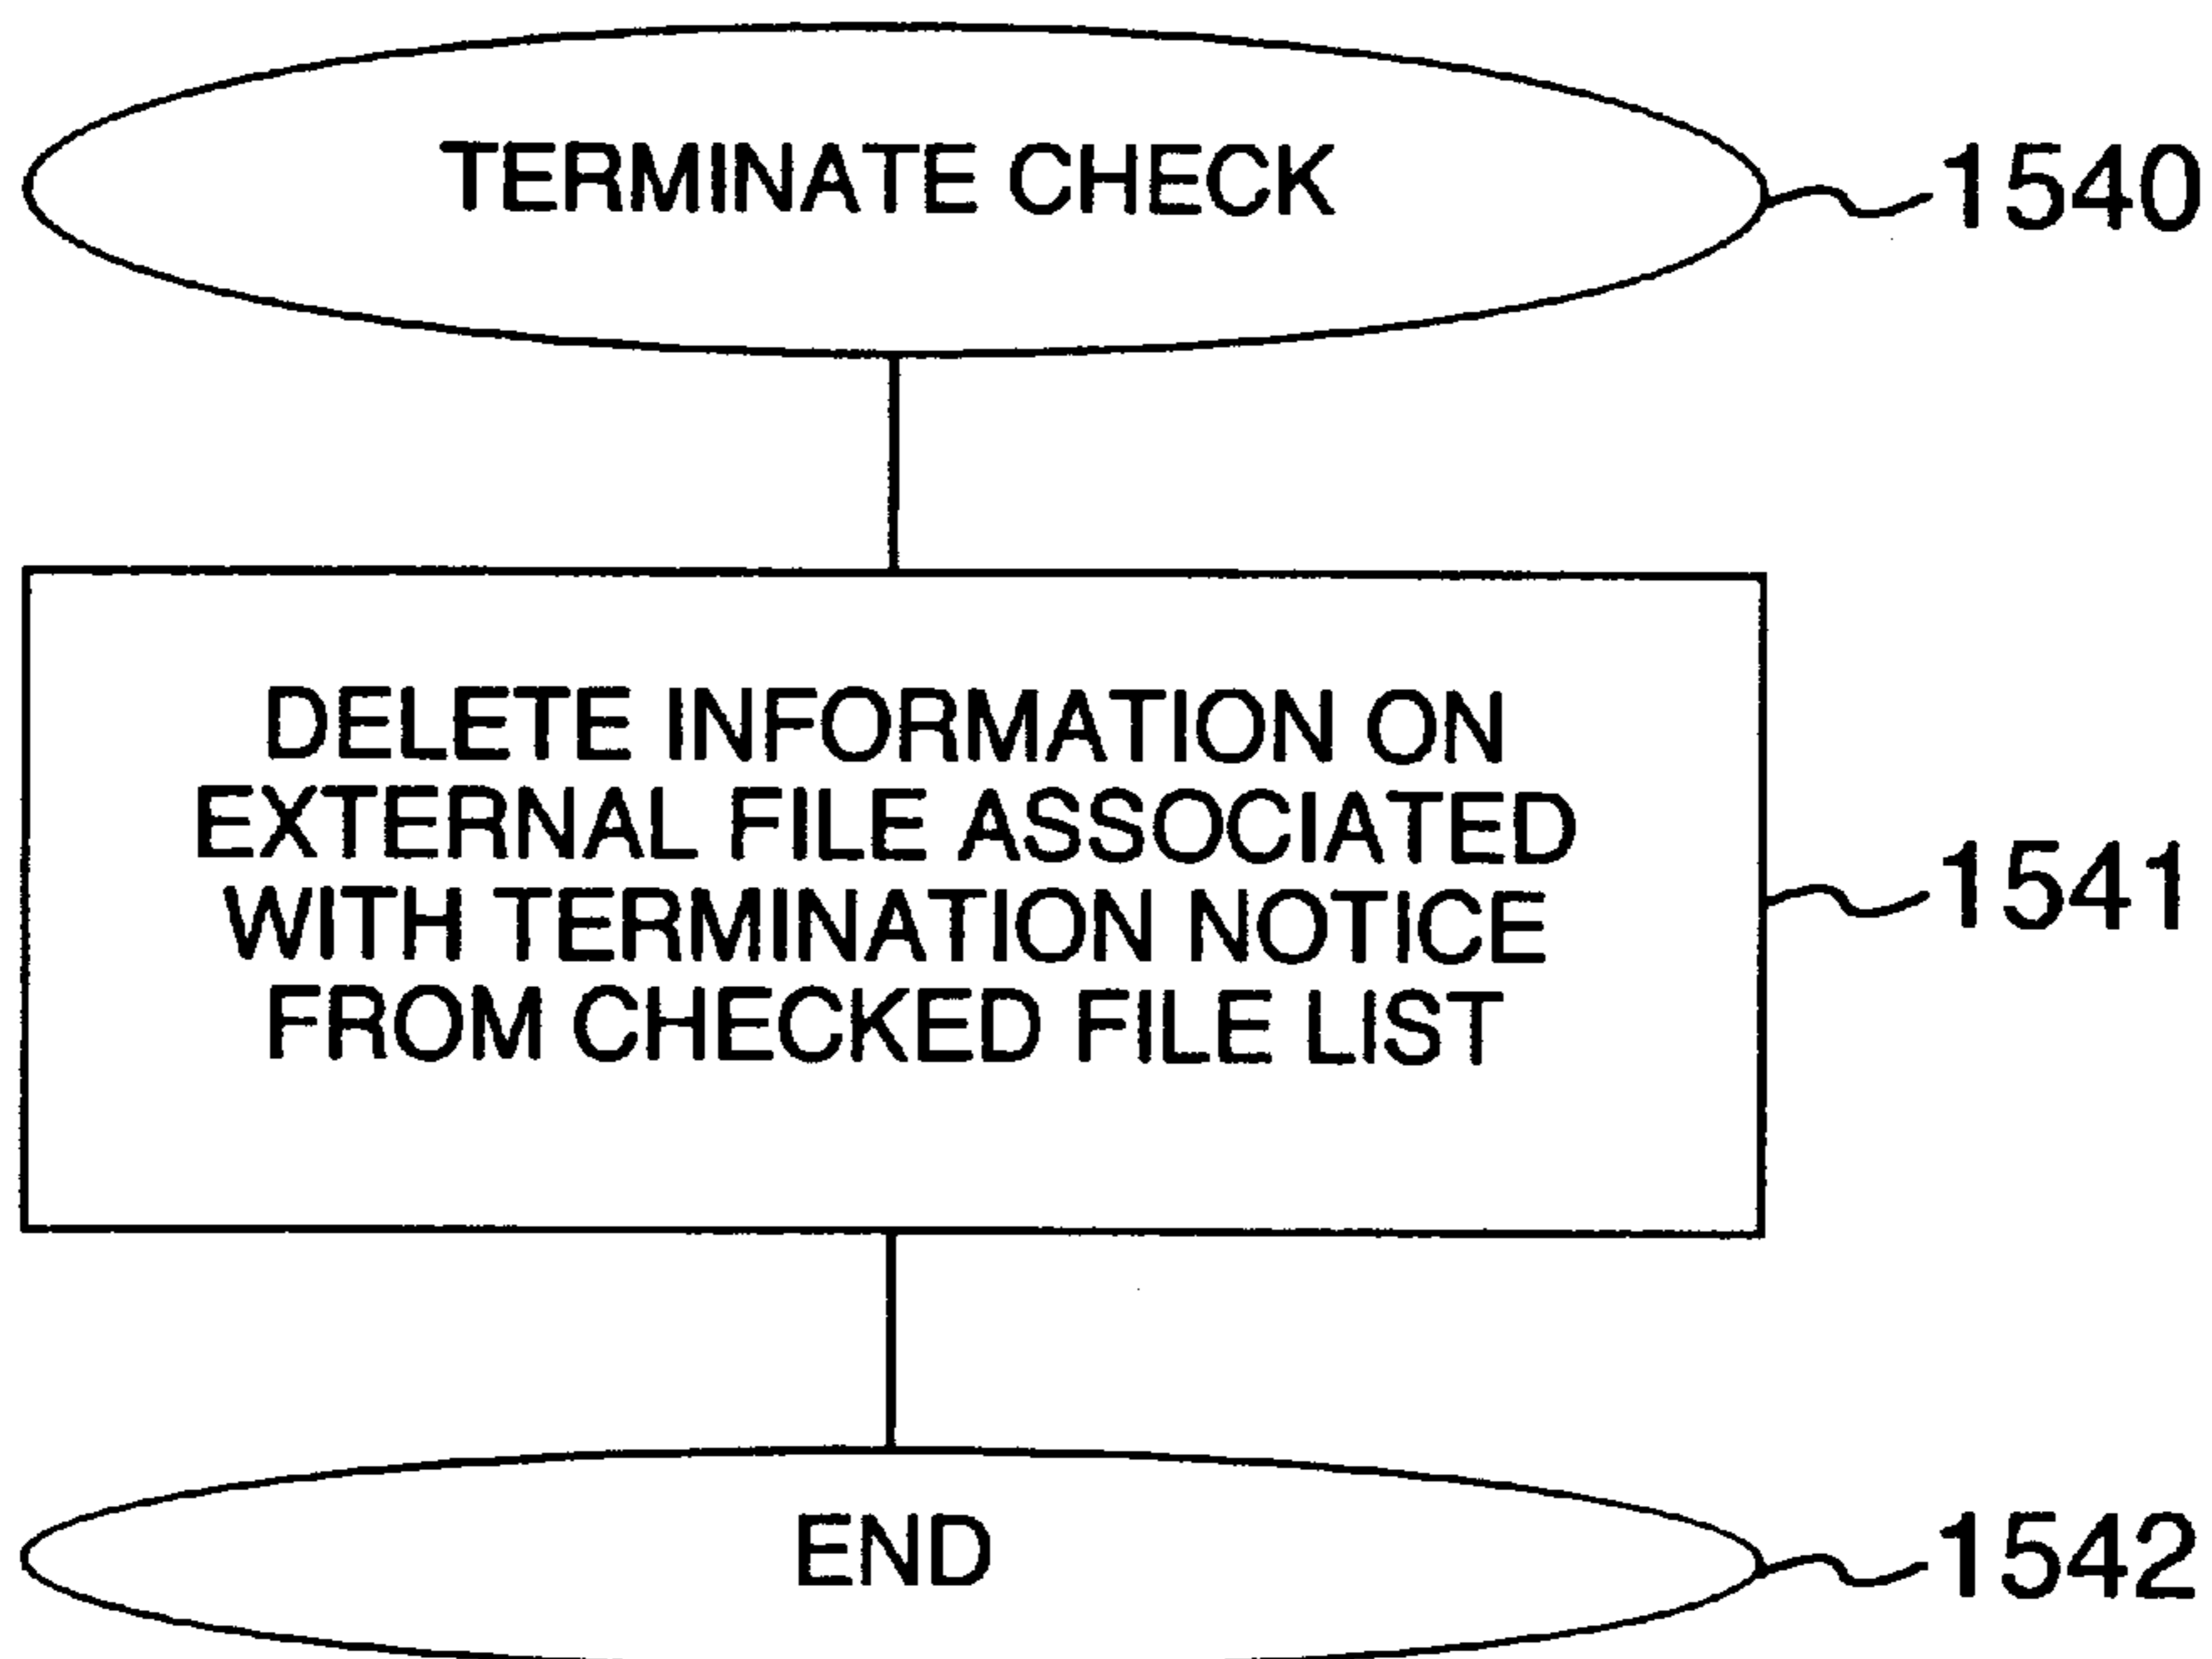 TERMINATE CHECK
1540
DELETE INFORMATION ON
EXTERNAL FILE ASSOCIATED
WITH TERMINATION NOTICE
FROM CHECKED FILE LIST
1541
END
1542